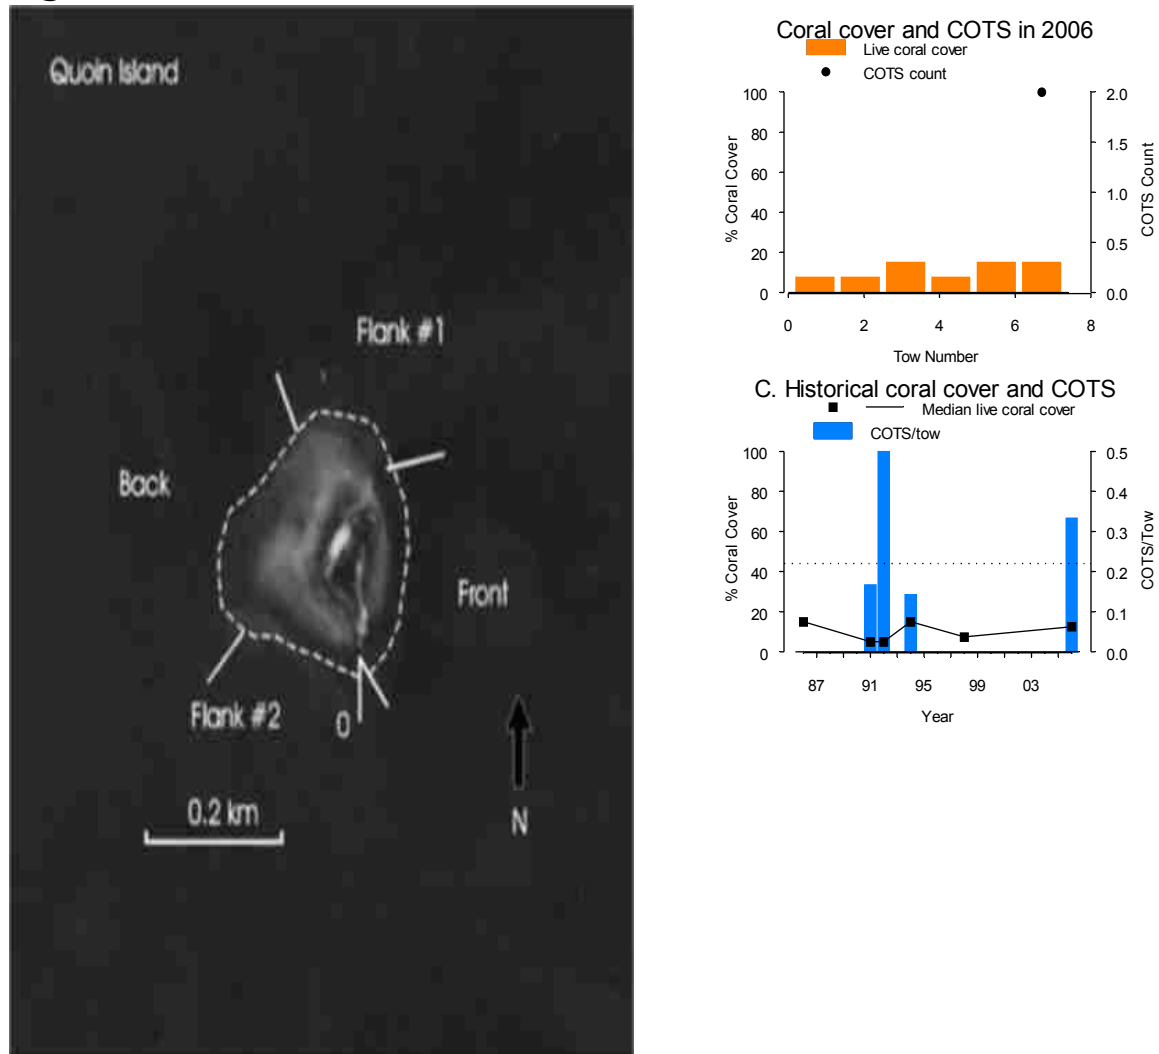 Quoin Island
Flank #1
Back
Front
Flank #2
0
0.2 km
N
Coral cover and COTS in 2006
Live coral cover
COTS count
100
80
60
40
20
0
% Coral Cover
2.0
1.5
1.0
0.5
0.0
COTS Count
0 2 4 6 8
Tow Number
C. Historical coral cover and COTS
Median live coral cover
COTS/tow
100
80
60
40
20
0
% Coral Cover
0.5
0.4
0.3
0.2
0.1
0.0
COTS/Tow
87 91 95 99 03
Year